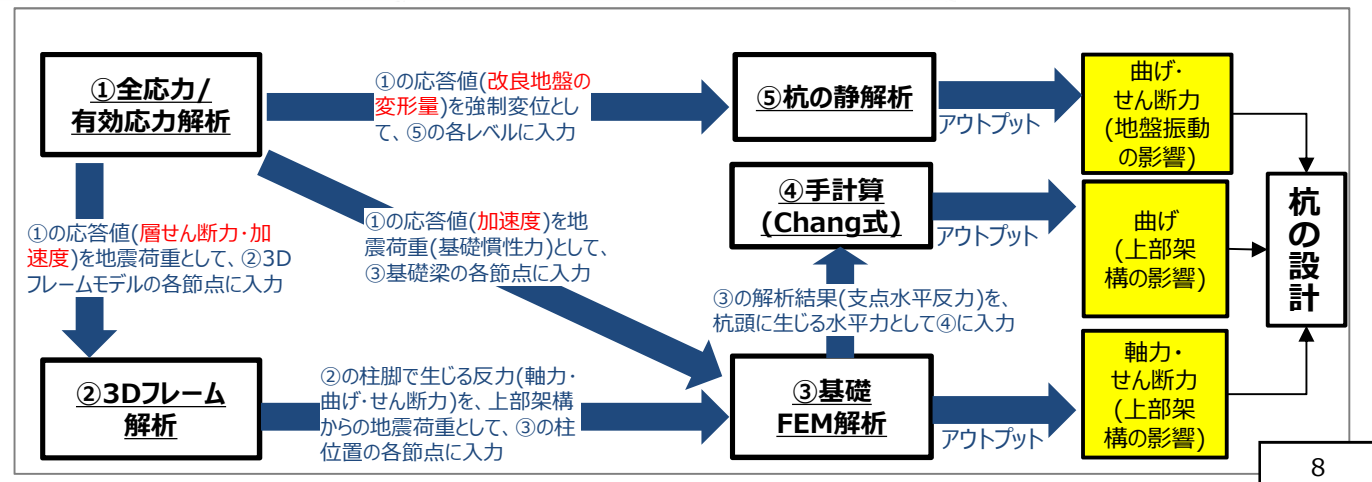 ①全応力/
有効応力解析
①の応答値(改良地盤の
変形量)を強制変位とし
て、⑤の各レベルに入力
⑤杭の静解析
アウトプット
曲げ・
せん断力
(地盤振動
の影響)
①の応答値(層せん断力・加
速度)を地震荷重として、②3D
フレームモデルの各節点に入力
①の応答値(加速度)を地
震荷重(基礎慣性力)として、
③基礎梁の各節点に入力
④手計算
(Chang式)
アウトプット
曲げ
(上部架
構の影響)
杭の設計
③の解析結果(支点水平反力)を、
杭頭に生じる水平力として④に入力
②3Dフレーム
解析
②の柱脚で生じる反力(軸力・
曲げ・せん断力)を、上部架構
からの地震荷重として、③の柱
位置の各節点に入力
③基礎
FEM解析
アウトプット
軸力・
せん断力
(上部架
構の影響)
8